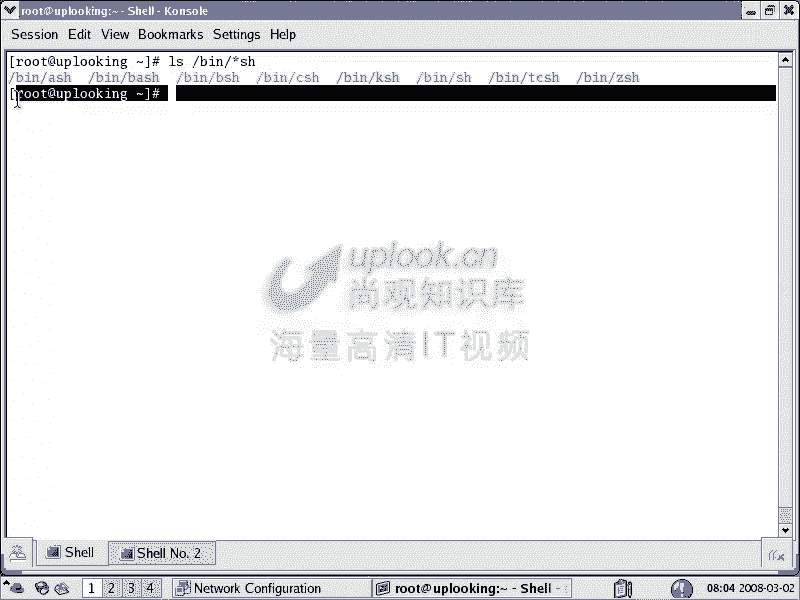 root@uplooking:~ - Shell - Konsole
Session Edit View Bookmarks Settings Help
[root@uplooking ~]# ls /bin/*sh
/bin/ash /bin/bash /bin/bsh /bin/csh /bin/ksh /bin/sh /bin/tcsh /bin/zsh
[root@uplooking ~]#
uplook.cn
尚观知识库
海量高清IT视频
Shell Shell No. 2
1 2 3 4 Network Configuration root@uplooking:~ - Shell - 08:04 2008-03-02